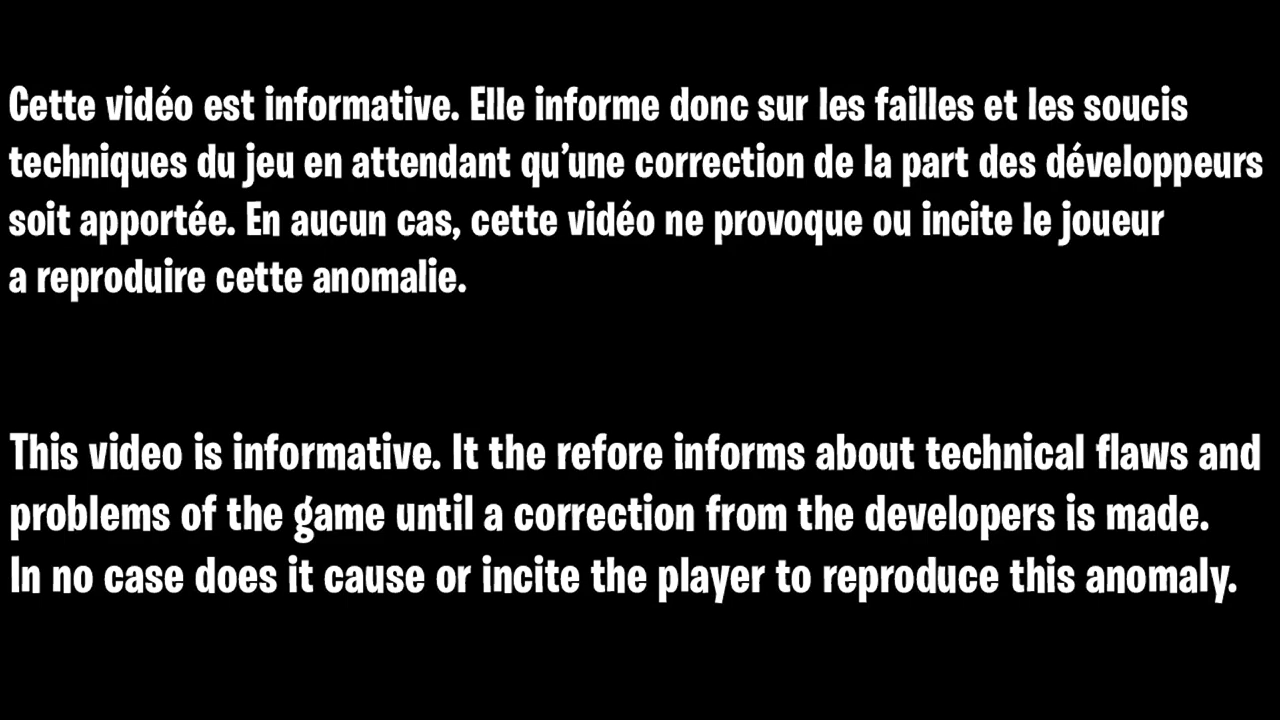 Cette vidéo est informative. Elle informe donc sur les failles et les soucis
techniques du jeu en attendant qu’une correction de la part des développeurs
soit apportée. En aucun cas, cette vidéo ne provoque ou incite le joueur
a reproduire cette anomalie.
This video is informative. It the refore informs about technical flaws and
problems of the game until a correction from the developers is made.
In no case does it cause or incite the player to reproduce this anomaly.